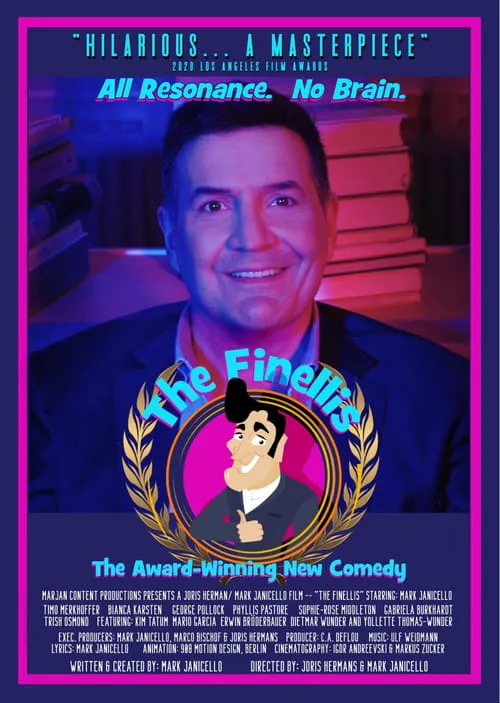 "HILARIOUS... A MASTERPIECE"
2020 LOS ANGELES FILM AWARDS
All Resonance. No Brain.
The Finellis
The Award-Winning New Comedy
MARJAN CONTENT PRODUCTIONS PRESENTS A JORIS HERMAN/ MARK JANICELLO FILM -- "THE FINELLIS" STARRING: MARK JANICELLO
TIMO MERKHOFFER BIANCA KARSTEN GEORGE POLLOCK PHYLLIS PASTORE SOPHIE-ROSE MIDDLETON GABRIELA BURKHARDT
TRISH OSMOND FEATURING: KIM TATUM MARIO GARCIA ERWIN BRÖDERBAUER DIETMAR WUNDER AND YOLLETTE THOMAS-WUNDER
EXEC. PRODUCERS: MARK JANICELLO, MARCO BISCHOF & JORIS HERMANS PRODUCER: C.A. DEFLOU MUSIC: ULF WEIDMANN
LYRICS: MARK JANICELLO ANIMATION: 908 MOTION DESIGN, BERLIN CINEMATOGRAPHY: IGOR ANDREEVSKI & MARKUS ZUCKER
WRITTEN & CREATED BY: MARK JANICELLO DIRECTED BY: JORIS HERMANS & MARK JANICELLO